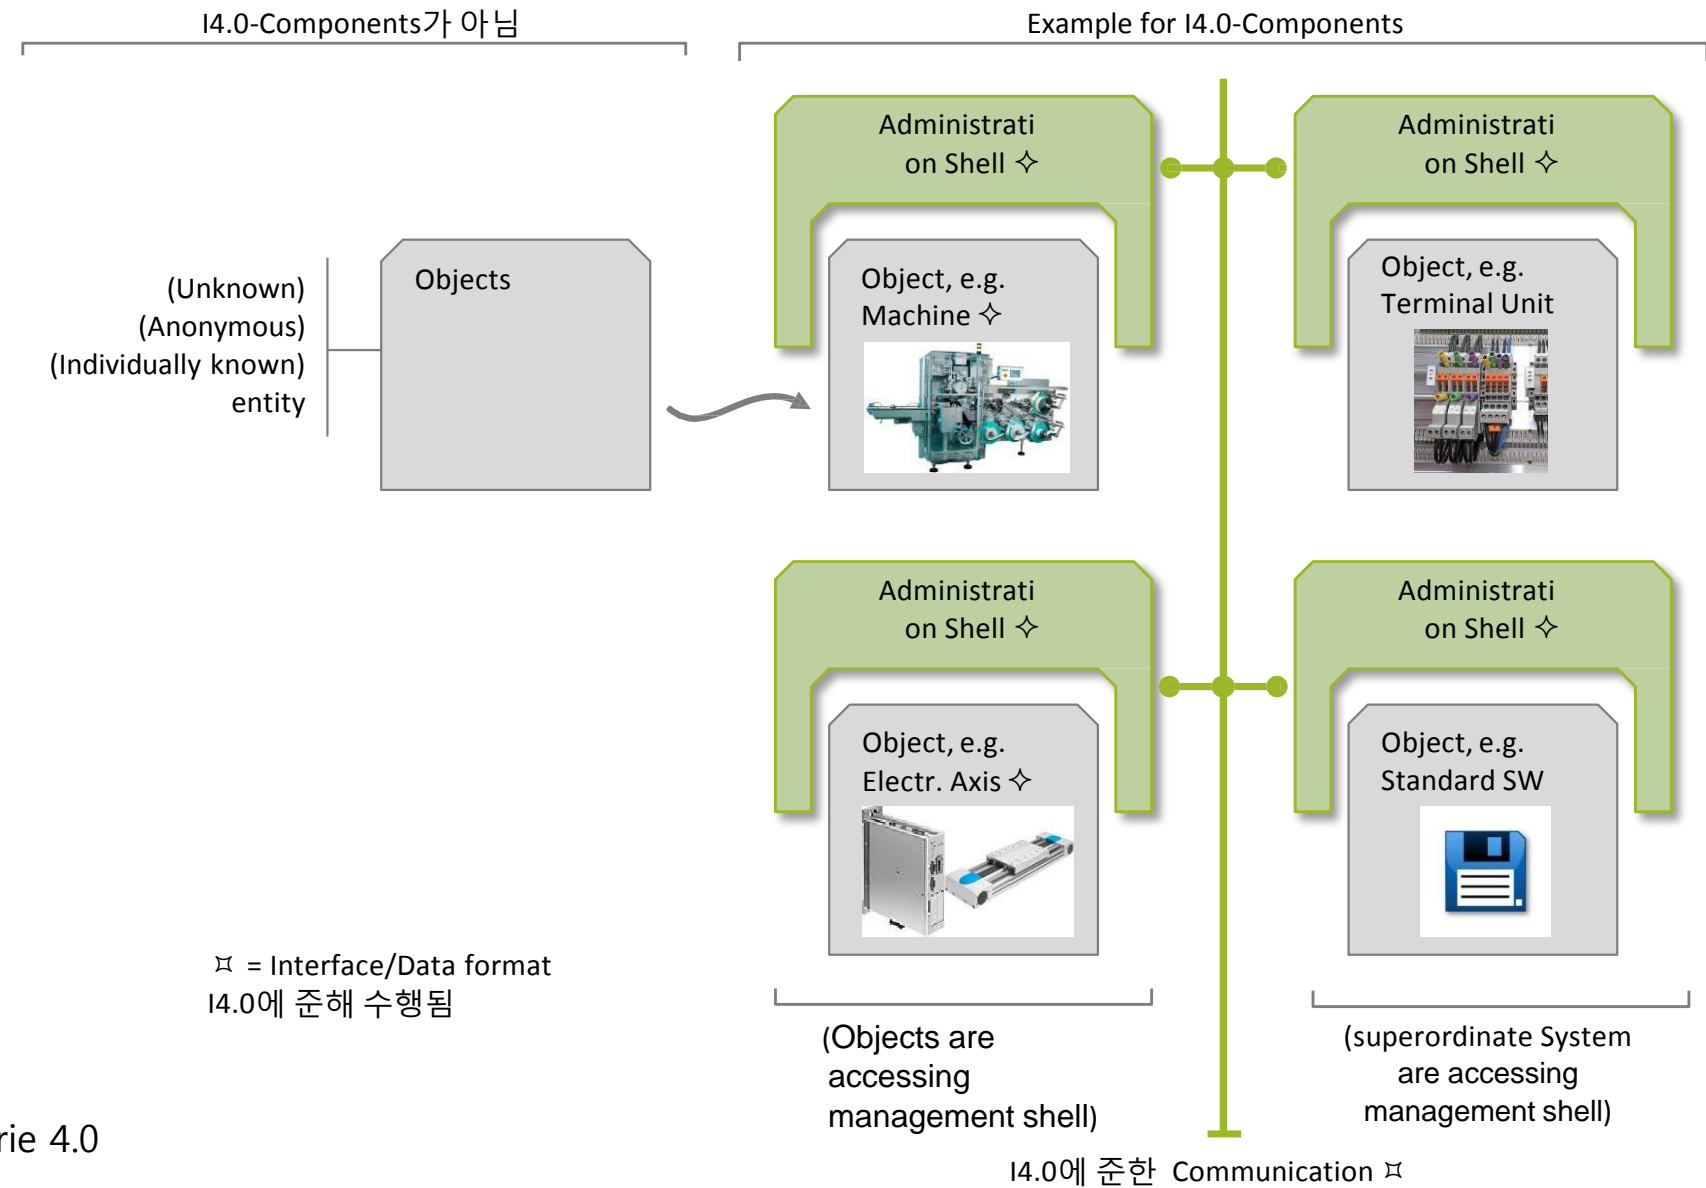 I4.0-Components가 아님
Example for I4.0-Components
Administrati
on Shell ✧
Administrati
on Shell ✧
(Unknown)
(Anonymous)
(Individually known)
entity
Objects
Object, e.g.
Machine ✧
Object, e.g.
Terminal Unit
Administrati
on Shell ✧
Administrati
on Shell ✧
Object, e.g.
Electr. Axis ✧
Object, e.g.
Standard SW
¤ = Interface/Data format
I4.0에 준해 수행됨
(Objects are
accessing
management shell)
(superordinate System
are accessing
management shell)
rie 4.0
I4.0에 준한 Communication ¤